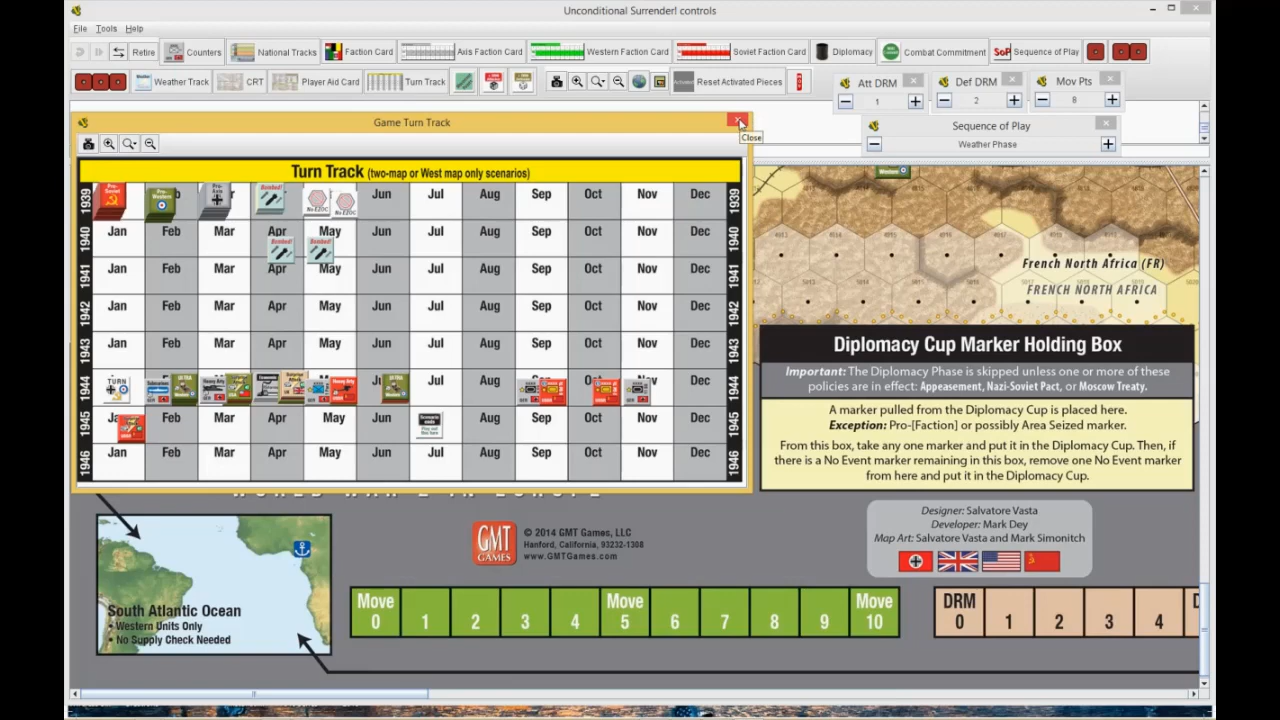 Unconditional Surrender! controls
File Tools Help
Retire Counters National Tracks Faction Card Axis Faction Card Western Faction Card Soviet Faction Card Diplomacy Combat Commitment SoP Sequence of Play
Weather Track CRT Player Aid Card Turn Track Reset Activated Pieces
Att DRM
1
Def DRM
2
Mov Pts
8
Sequence of Play
Weather Phase
Game Turn Track
Close
Turn Track (two-map or West map only scenarios)
1939 Jun Jul Aug Sep Oct Nov Dec 1939
Pro-Soviet Pro-Western Pro-Axis Bombed! No EZOC No EZOC
1940 Jan Feb Mar Apr May Jun Jul Aug Sep Oct Nov Dec 1940
Bombed! Bombed!
1941 Jan Feb Mar Apr May Jun Jul Aug Sep Oct Nov Dec 1941
1942 Jan Feb Mar Apr May Jun Jul Aug Sep Oct Nov Dec 1942
1943 Jan Feb Mar Apr May Jun Jul Aug Sep Oct Nov Dec 1943
1944 TURN Jul Aug Dec 1944
1945 Feb Mar Apr May Jun Jul Aug Sep Oct Nov Dec 1945
1946 Jan Feb Mar Apr May Jun Jul Aug Sep Oct Nov Dec 1946
French North Africa (FR)
FRENCH NORTH AFRICA
Diplomacy Cup Marker Holding Box
Important: The Diplomacy Phase is skipped unless one or more of these
policies are in effect: Appeasement, Nazi-Soviet Pact, or Moscow Treaty.
A marker pulled from the Diplomacy Cup is placed here.
Exception: Pro-[Faction] or possibly Area Seized marker.
From this box, take any one marker and put it in the Diplomacy Cup. Then, if
there is a No Event marker remaining in this box, remove one No Event marker
from here and put it in the Diplomacy Cup.
Designer: Salvatore Vasta
Developer: Mark Dey
Map Art: Salvatore Vasta and Mark Simonitch
GMT GAMES
© 2014 GMT Games, LLC
Hanford, California, 93232-1308
www.GMTGames.com
South Atlantic Ocean
• Western Units Only
• No Supply Check Needed
Move 0 1 2 3 4 Move 5 6 7 8 9 Move 10
DRM 0 1 2 3 4